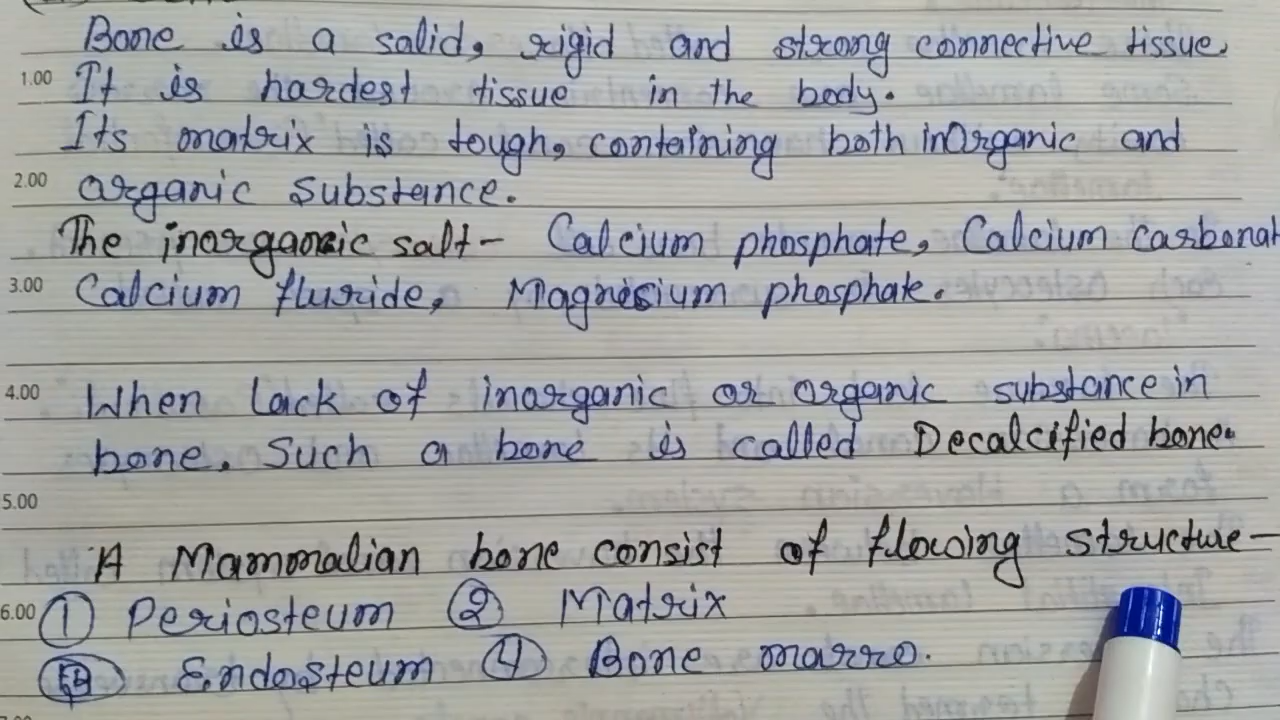 Bone is a solid, rigid and strong connective tissue.
1.00 It is hardest tissue in the body.
Its matrix is tough, containing both inorganic and
2.00 organic substance.
The inorganic salt- Calcium phosphate, Calcium carbonat
3.00 Calcium fluride, Magnesium phosphate.
4.00 When lack of inorganic or organic substance in
bone. Such a bone is called Decalcified bone.
5.00
A Mammalian bone consist of flowing structure-
6.00 ① Periosteum ② Matrix
③ Endosteum ④ Bone marro.